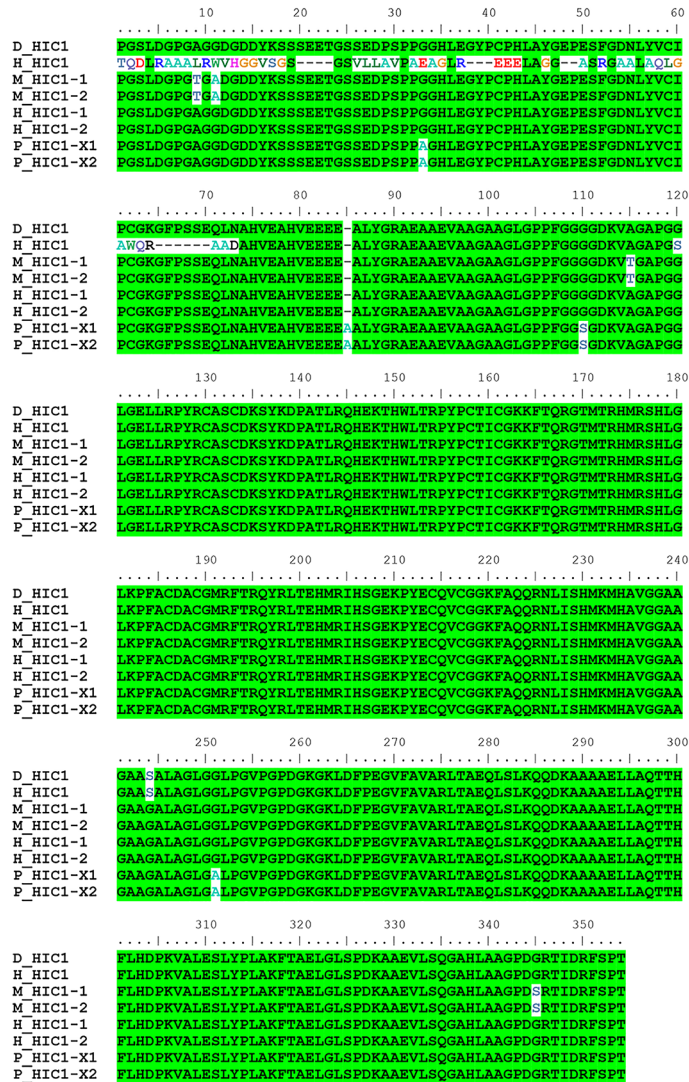 10 20 30 40 50 60
....|....|....|....|....|....|....|....|....|....|....|....|
D_HIC1 PGSLDGPGAGGDGDDYKSSSEETGSSEDPSPPGGHLEGYPCPHLAYGEPESFGDNLYVCI
H_HIC1 TQDLRAAALRWVHGGVSGS----GSVLLAVPAEAGLR---EEELAGG--ASRGAALAQLG
M_HIC1-1 PGSLDGPGTGADGDDYKSSSEETGSSEDPSPPGGHLEGYPCPHLAYGEPESFGDNLYVCI
M_HIC1-2 PGSLDGPGTGADGDDYKSSSEETGSSEDPSPPGGHLEGYPCPHLAYGEPESFGDNLYVCI
H_HIC1-1 PGSLDGPGAGGDGDDYKSSSEETGSSEDPSPPGGHLEGYPCPHLAYGEPESFGDNLYVCI
H_HIC1-2 PGSLDGPGAGGDGDDYKSSSEETGSSEDPSPPGGHLEGYPCPHLAYGEPESFGDNLYVCI
P_HIC1-X1 PGSLDGPGAGGDGDDYKSSSEETGSSEDPSPPAGHLEGYPCPHLAYGEPESFGDNLYVCI
P_HIC1-X2 PGSLDGPGAGGDGDDYKSSSEETGSSEDPSPPAGHLEGYPCPHLAYGEPESFGDNLYVCI
70 80 90 100 110 120
....|....|....|....|....|....|....|....|....|....|....|....|
D_HIC1 PCGKGFPSSEQLNAHVEAHVEEEE-ALYGRAEAAEVAAGAAGLGPPFGGGGDKVAGAPGG
H_HIC1 AWQR------AADAHVEAHVEEEE-ALYGRAEAAEVAAGAAGLGPPFGGGGDKVAGAPGS
M_HIC1-1 PCGKGFPSSEQLNAHVEAHVEEEE-ALYGRAEAAEVAAGAAGLGPPFGGGGDKVTGAPGG
M_HIC1-2 PCGKGFPSSEQLNAHVEAHVEEEE-ALYGRAEAAEVAAGAAGLGPPFGGGGDKVTGAPGG
H_HIC1-1 PCGKGFPSSEQLNAHVEAHVEEEE-ALYGRAEAAEVAAGAAGLGPPFGGGGDKVAGAPGG
H_HIC1-2 PCGKGFPSSEQLNAHVEAHVEEEE-ALYGRAEAAEVAAGAAGLGPPFGGGGDKVAGAPGG
P_HIC1-X1 PCGKGFPSSEQLNAHVEAHVEEEEAALYGRAEAAEVAAGAAGLGPPFGGSGDKVAGAPGG
P_HIC1-X2 PCGKGFPSSEQLNAHVEAHVEEEEAALYGRAEAAEVAAGAAGLGPPFGGSGDKVAGAPGG
130 140 150 160 170 180
....|....|....|....|....|....|....|....|....|....|....|....|
D_HIC1 LGELLRPYRCASCDKSYKDPATLRQHEKTHWLTRPYPCTICGKKFTQRGTMTRHMRSHLG
H_HIC1 LGELLRPYRCASCDKSYKDPATLRQHEKTHWLTRPYPCTICGKKFTQRGTMTRHMRSHLG
M_HIC1-1 LGELLRPYRCASCDKSYKDPATLRQHEKTHWLTRPYPCTICGKKFTQRGTMTRHMRSHLG
M_HIC1-2 LGELLRPYRCASCDKSYKDPATLRQHEKTHWLTRPYPCTICGKKFTQRGTMTRHMRSHLG
H_HIC1-1 LGELLRPYRCASCDKSYKDPATLRQHEKTHWLTRPYPCTICGKKFTQRGTMTRHMRSHLG
H_HIC1-2 LGELLRPYRCASCDKSYKDPATLRQHEKTHWLTRPYPCTICGKKFTQRGTMTRHMRSHLG
P_HIC1-X1 LGELLRPYRCASCDKSYKDPATLRQHEKTHWLTRPYPCTICGKKFTQRGTMTRHMRSHLG
P_HIC1-X2 LGELLRPYRCASCDKSYKDPATLRQHEKTHWLTRPYPCTICGKKFTQRGTMTRHMRSHLG
190 200 210 220 230 240
....|....|....|....|....|....|....|....|....|....|....|....|
D_HIC1 LKPFACDACGMRFTRQYRLTEHMRIHSGEKPYECQVCGGKFAQQRNLISHMKMHAVGGAA
H_HIC1 LKPFACDACGMRFTRQYRLTEHMRIHSGEKPYECQVCGGKFAQQRNLISHMKMHAVGGAA
M_HIC1-1 LKPFACDACGMRFTRQYRLTEHMRIHSGEKPYECQVCGGKFAQQRNLISHMKMHAVGGAA
M_HIC1-2 LKPFACDACGMRFTRQYRLTEHMRIHSGEKPYECQVCGGKFAQQRNLISHMKMHAVGGAA
H_HIC1-1 LKPFACDACGMRFTRQYRLTEHMRIHSGEKPYECQVCGGKFAQQRNLISHMKMHAVGGAA
H_HIC1-2 LKPFACDACGMRFTRQYRLTEHMRIHSGEKPYECQVCGGKFAQQRNLISHMKMHAVGGAA
P_HIC1-X1 LKPFACDACGMRFTRQYRLTEHMRIHSGEKPYECQVCGGKFAQQRNLISHMKMHAVGGAA
P_HIC1-X2 LKPFACDACGMRFTRQYRLTEHMRIHSGEKPYECQVCGGKFAQQRNLISHMKMHAVGGAA
250 260 270 280 290 300
....|....|....|....|....|....|....|....|....|....|....|....|
D_HIC1 GAASALAGLGGLPGVPGPDGKGKLDFPEGVFAVARLTAEQLSLKQQDKAAAAELLAQTTH
H_HIC1 GAASALAGLGGLPGVPGPDGKGKLDFPEGVFAVARLTAEQLSLKQQDKAAAAELLAQTTH
M_HIC1-1 GAAGALAGLGGLPGVPGPDGKGKLDFPEGVFAVARLTAEQLSLKQQDKAAAAELLAQTTH
M_HIC1-2 GAAGALAGLGGLPGVPGPDGKGKLDFPEGVFAVARLTAEQLSLKQQDKAAAAELLAQTTH
H_HIC1-1 GAAGALAGLGGLPGVPGPDGKGKLDFPEGVFAVARLTAEQLSLKQQDKAAAAELLAQTTH
H_HIC1-2 GAAGALAGLGGLPGVPGPDGKGKLDFPEGVFAVARLTAEQLSLKQQDKAAAAELLAQTTH
P_HIC1-X1 GAAGALAGLGALPGVPGPDGKGKLDFPEGVFAVARLTAEQLSLKQQDKAAAAELLAQTTH
P_HIC1-X2 GAAGALAGLGALPGVPGPDGKGKLDFPEGVFAVARLTAEQLSLKQQDKAAAAELLAQTTH
310 320 330 340 350
....|....|....|....|....|....|....|....|....|....|....
D_HIC1 FLHDPKVALESLYPLAKFTAELGLSPDKAAEVLSQGAHLAAGPDGRTIDRFSPT
H_HIC1 FLHDPKVALESLYPLAKFTAELGLSPDKAAEVLSQGAHLAAGPDGRTIDRFSPT
M_HIC1-1 FLHDPKVALESLYPLAKFTAELGLSPDKAAEVLSQGAHLAAGPDSRTIDRFSPT
M_HIC1-2 FLHDPKVALESLYPLAKFTAELGLSPDKAAEVLSQGAHLAAGPDSRTIDRFSPT
H_HIC1-1 FLHDPKVALESLYPLAKFTAELGLSPDKAAEVLSQGAHLAAGPDGRTIDRFSPT
H_HIC1-2 FLHDPKVALESLYPLAKFTAELGLSPDKAAEVLSQGAHLAAGPDGRTIDRFSPT
P_HIC1-X1 FLHDPKVALESLYPLAKFTAELGLSPDKAAEVLSQGAHLAAGPDGRTIDRFSPT
P_HIC1-X2 FLHDPKVALESLYPLAKFTAELGLSPDKAAEVLSQGAHLAAGPDGRTIDRFSPT